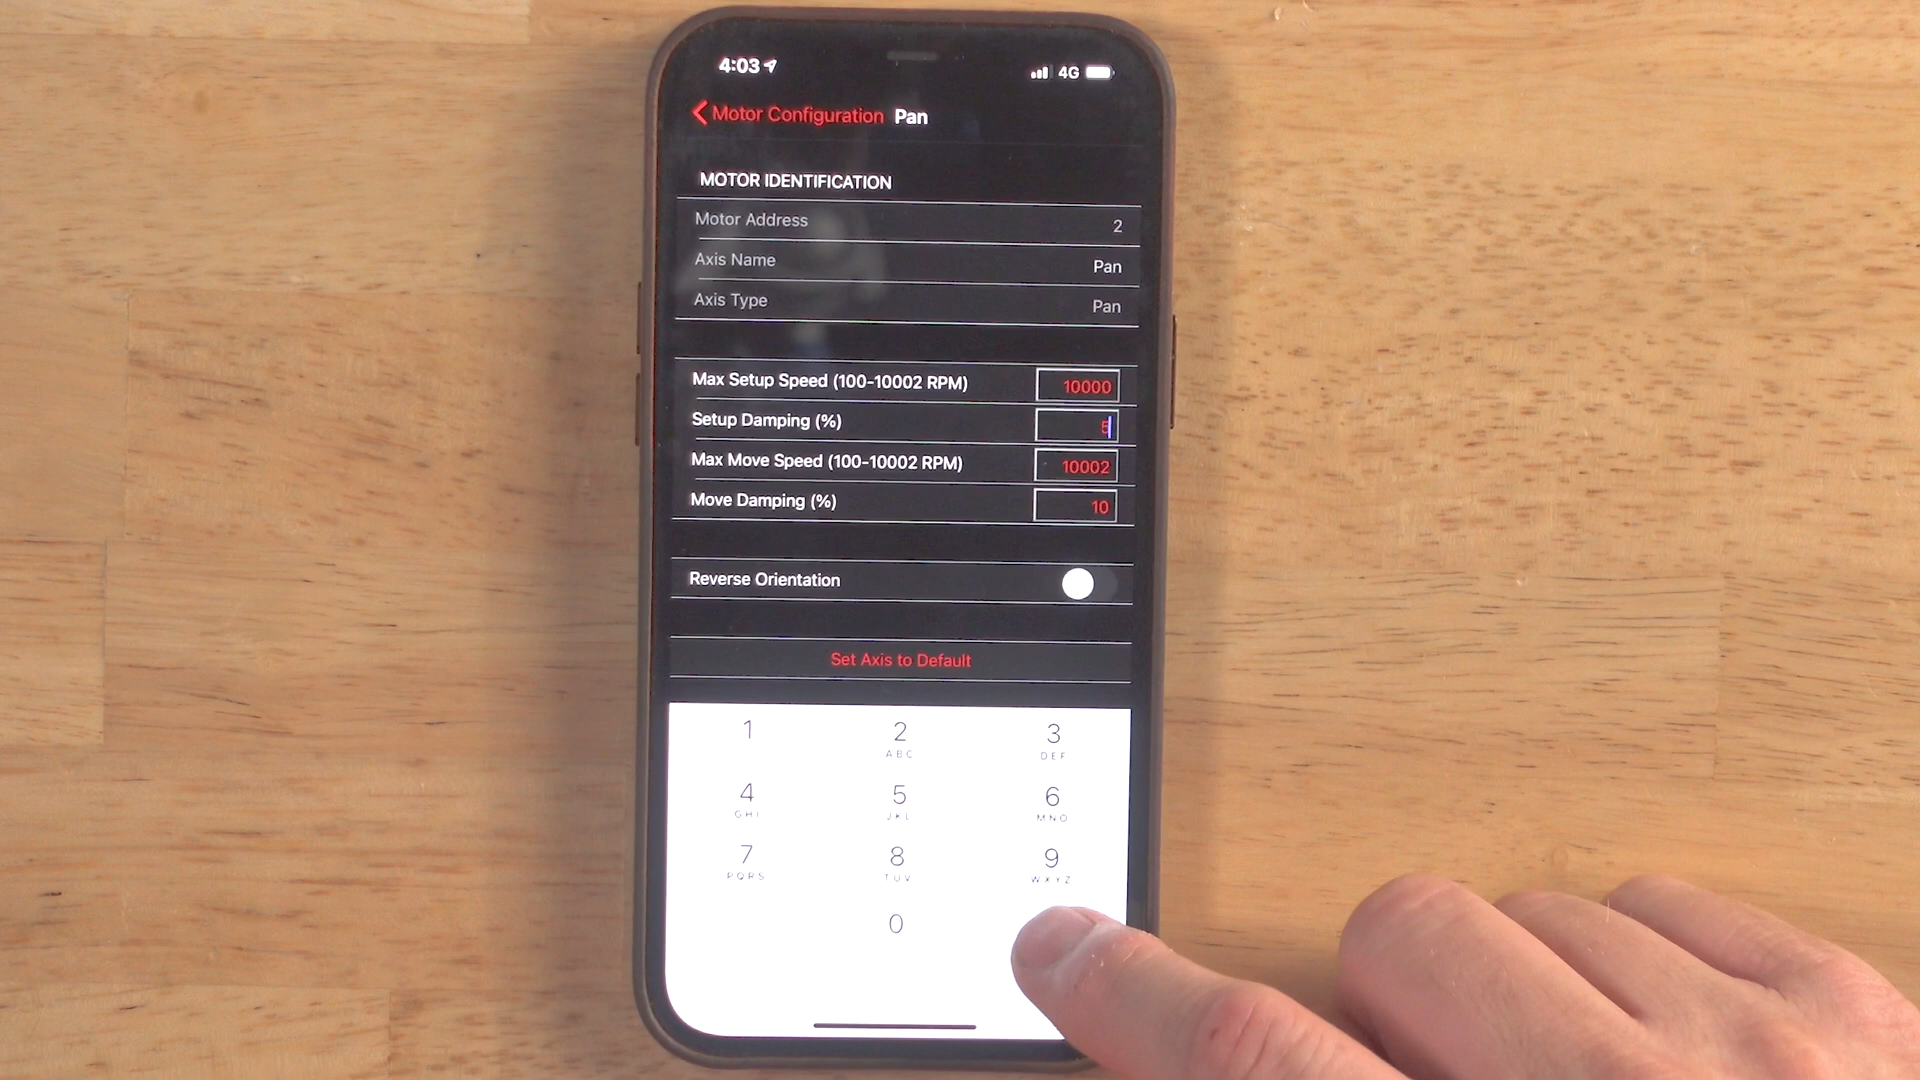 4:03 4G
Motor Configuration Pan
MOTOR IDENTIFICATION
Motor Address 2
Axis Name Pan
Axis Type Pan
Max Setup Speed (100-10002 RPM) 10000
Setup Damping (%) 5
Max Move Speed (100-10002 RPM) 10002
Move Damping (%) 10
Reverse Orientation
Set Axis to Default
1 2 3
ABC DEF
4 5 6
GHI JKL MNO
7 8 9
PQRS TUV WXYZ
0